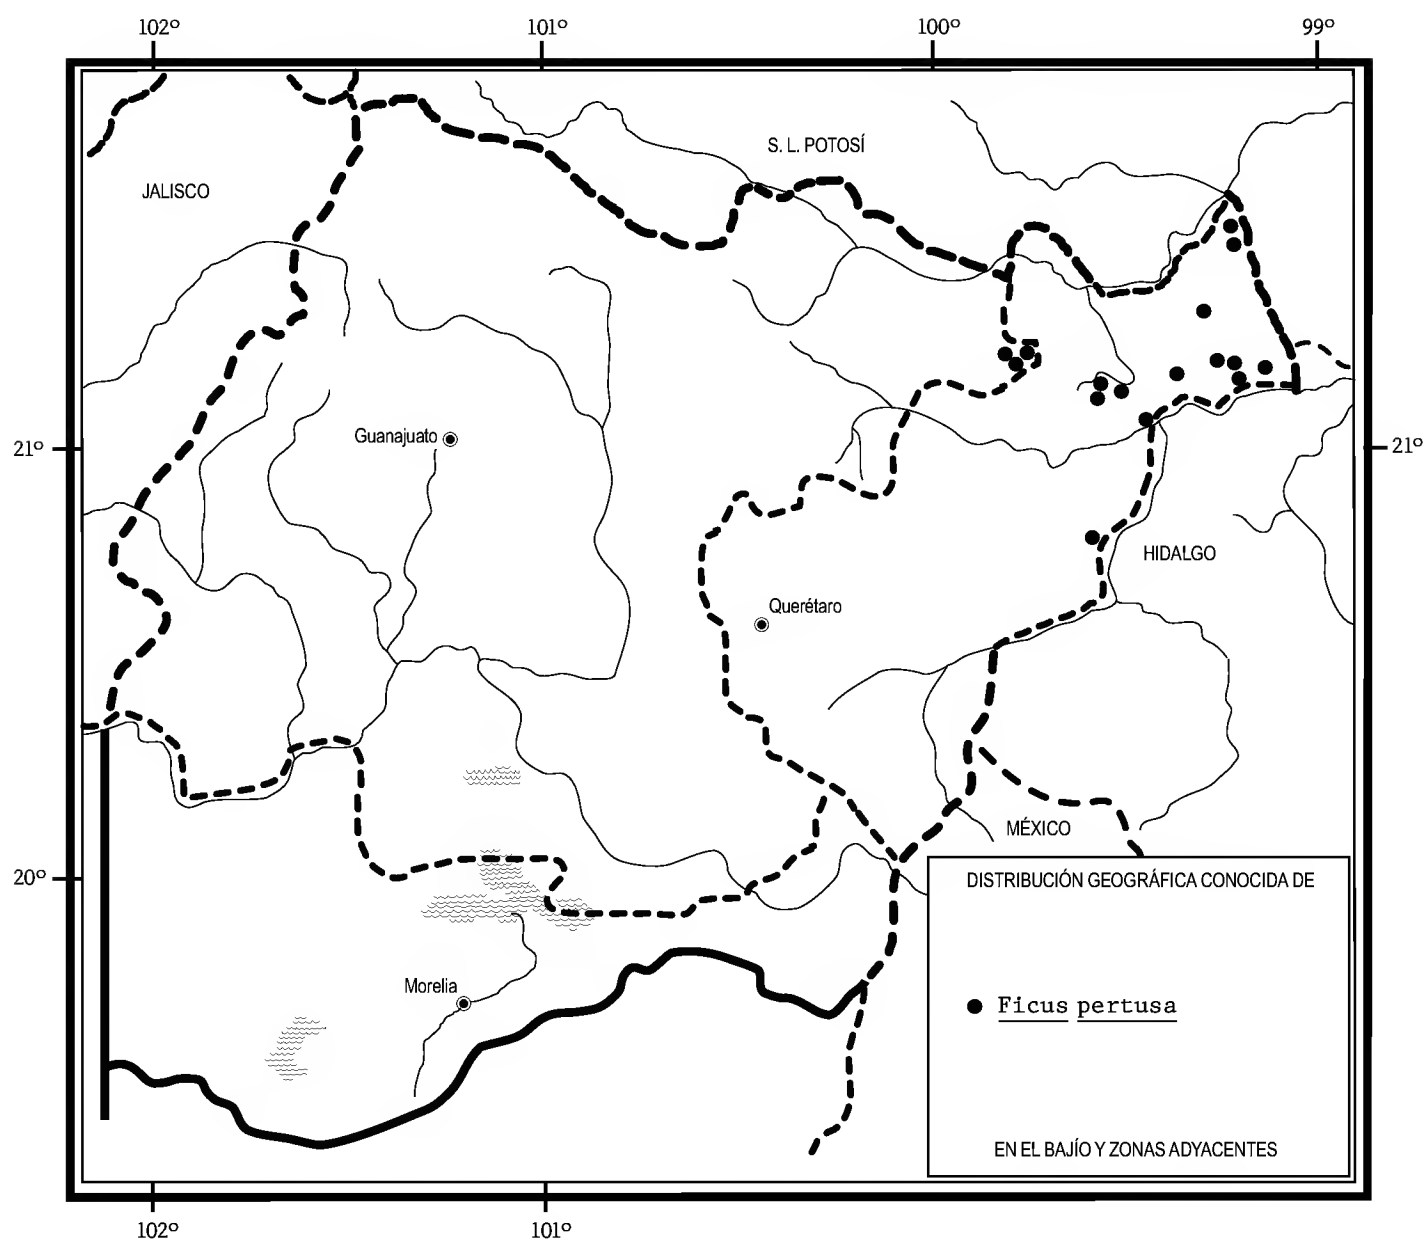 102º 101º 100º 99º
S. L. POTOSÍ
JALISCO
Guanajuato
21º 21º
HIDALGO
Querétaro
MÉXICO
20º
DISTRIBUCIÓN GEOGRÁFICA CONOCIDA DE
Morelia
Ficus pertusa
EN EL BAJÍO Y ZONAS ADYACENTES
102º 101º